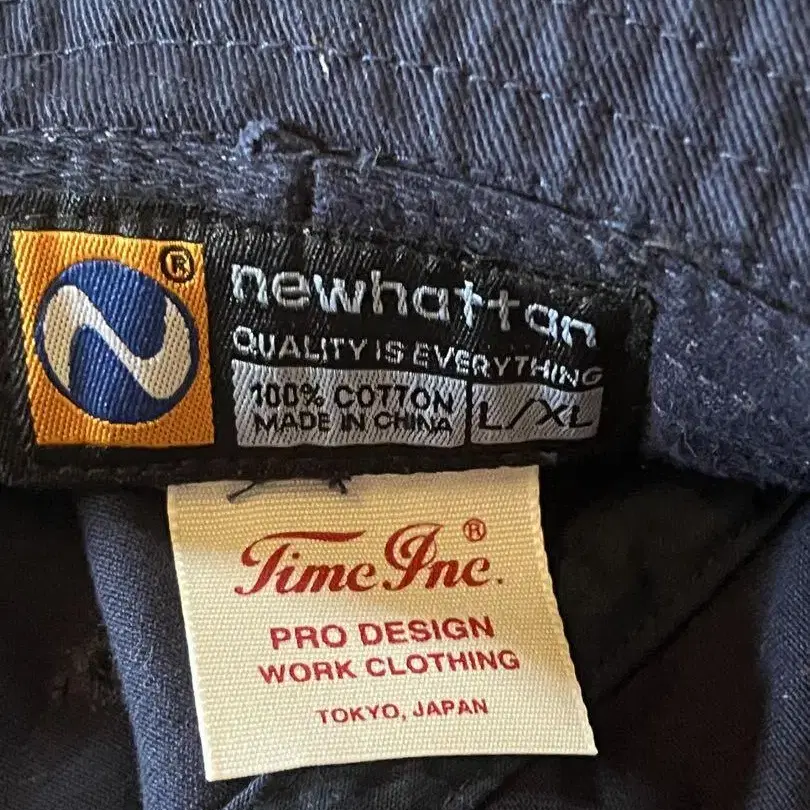 ®
newhattan
QUALITY IS EVERYTHING
100% COTTON
MADE IN CHINA
L/XL
Time Inc.®
PRO DESIGN
WORK CLOTHING
TOKYO, JAPAN